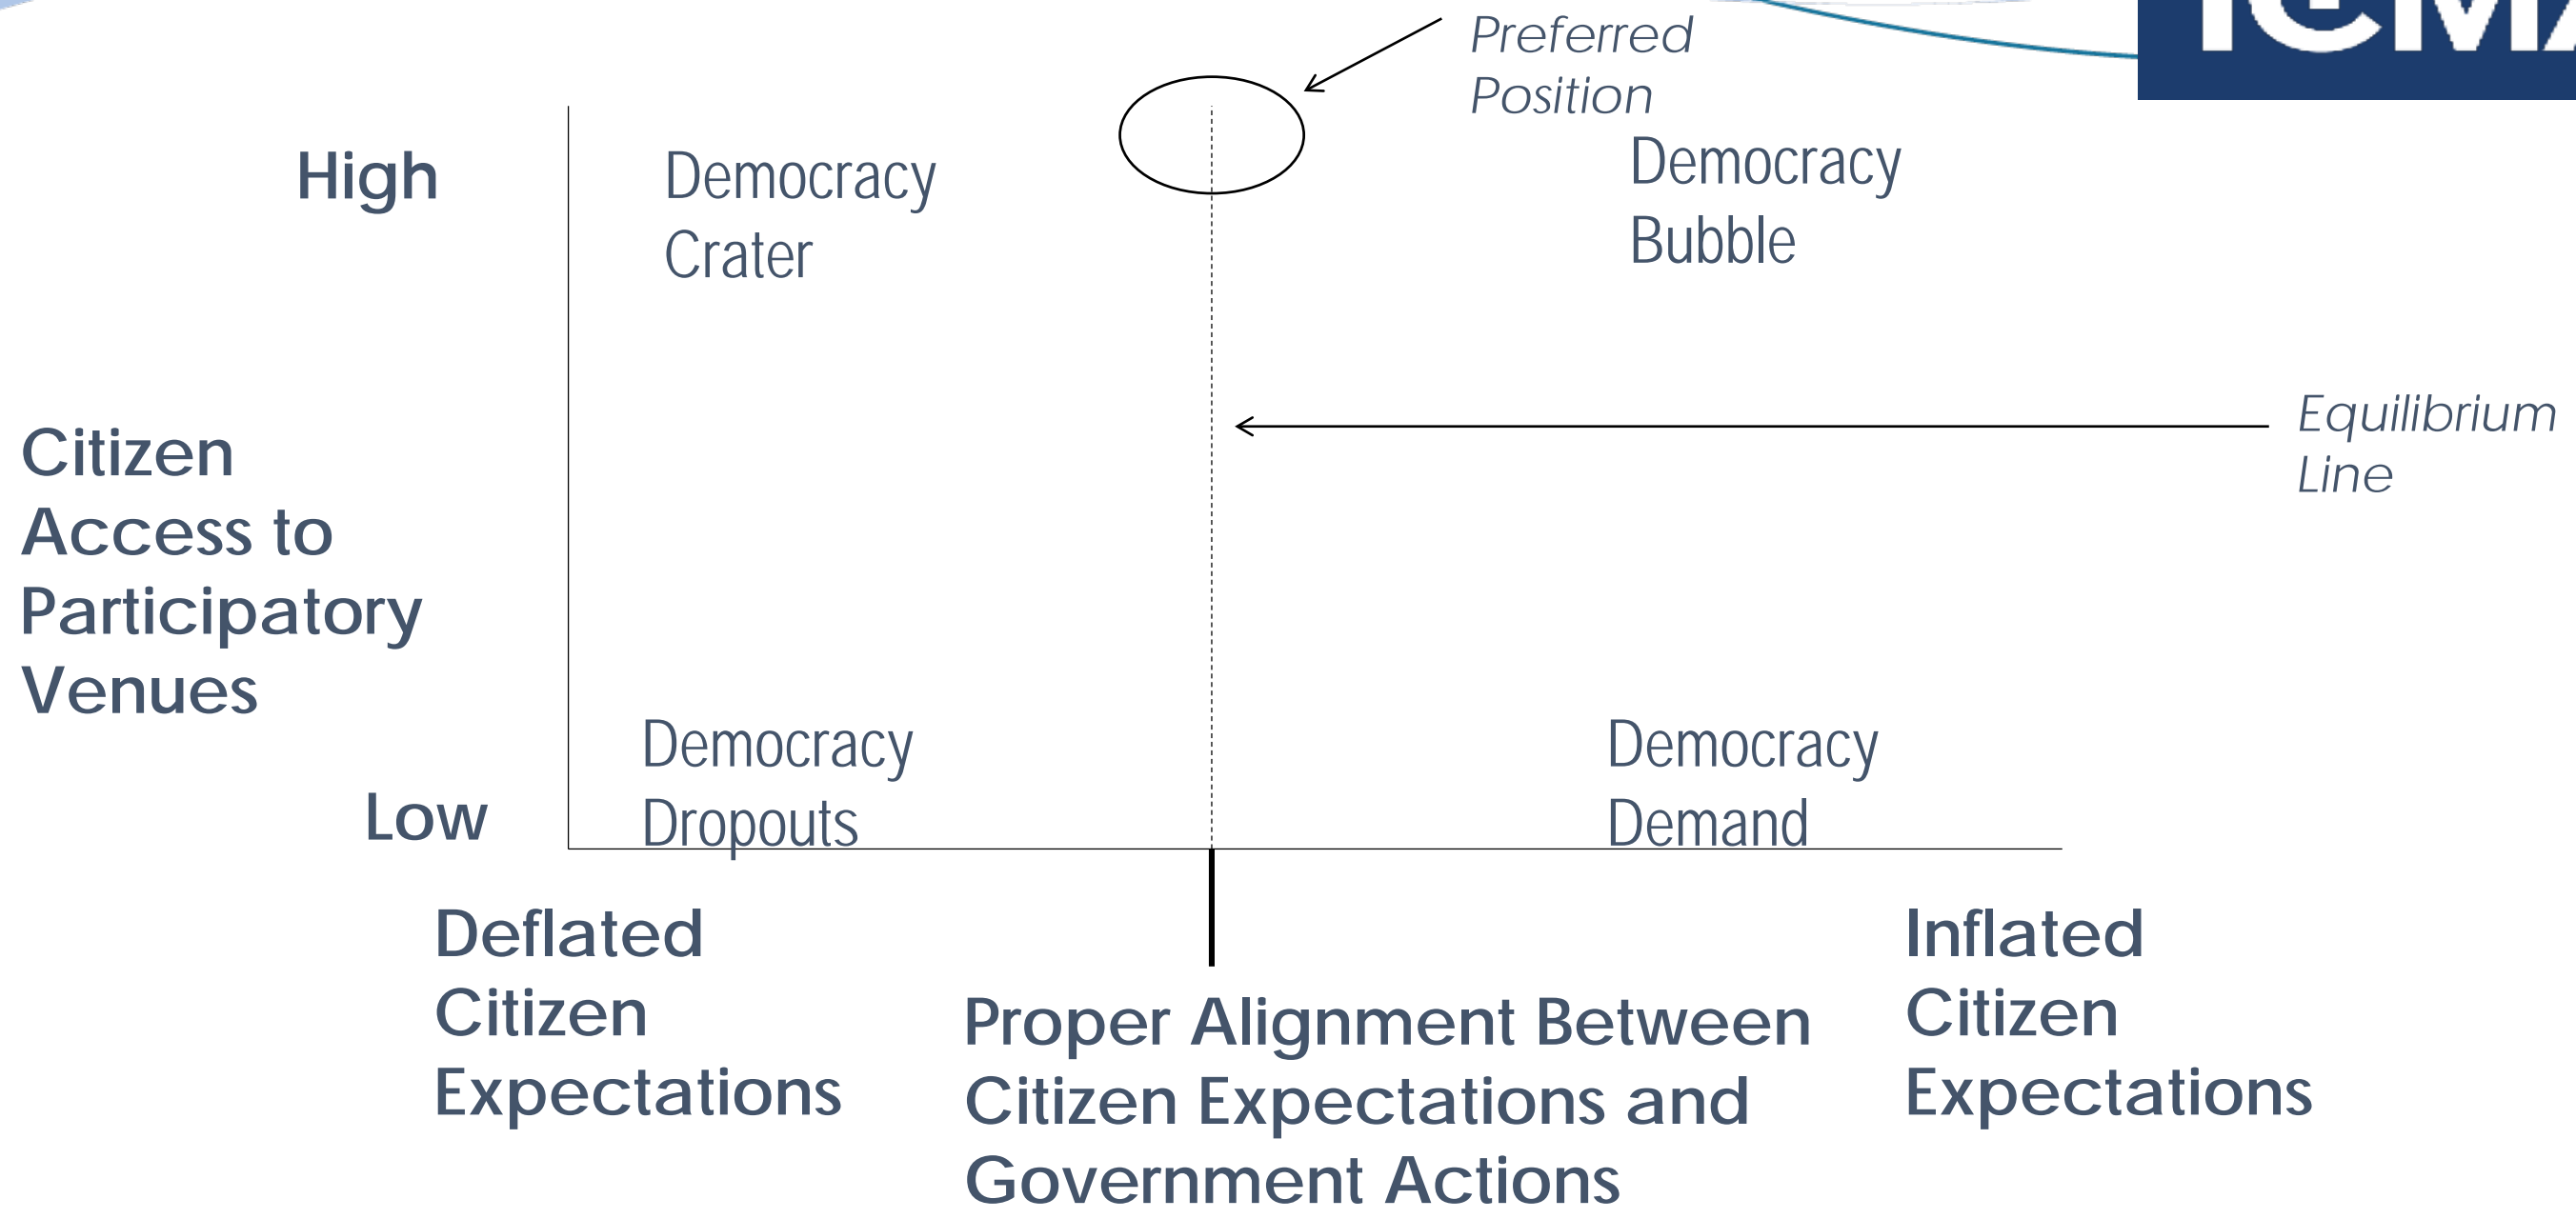 Preferred
Position
High
Democracy
Crater
Democracy
Bubble
Equilibrium
Line
Citizen
Access to
Participatory
Venues
Democracy
Dropouts
Democracy
Demand
Low
Deflated
Citizen
Expectations
Proper Alignment Between
Citizen Expectations and
Government Actions
Inflated
Citizen
Expectations